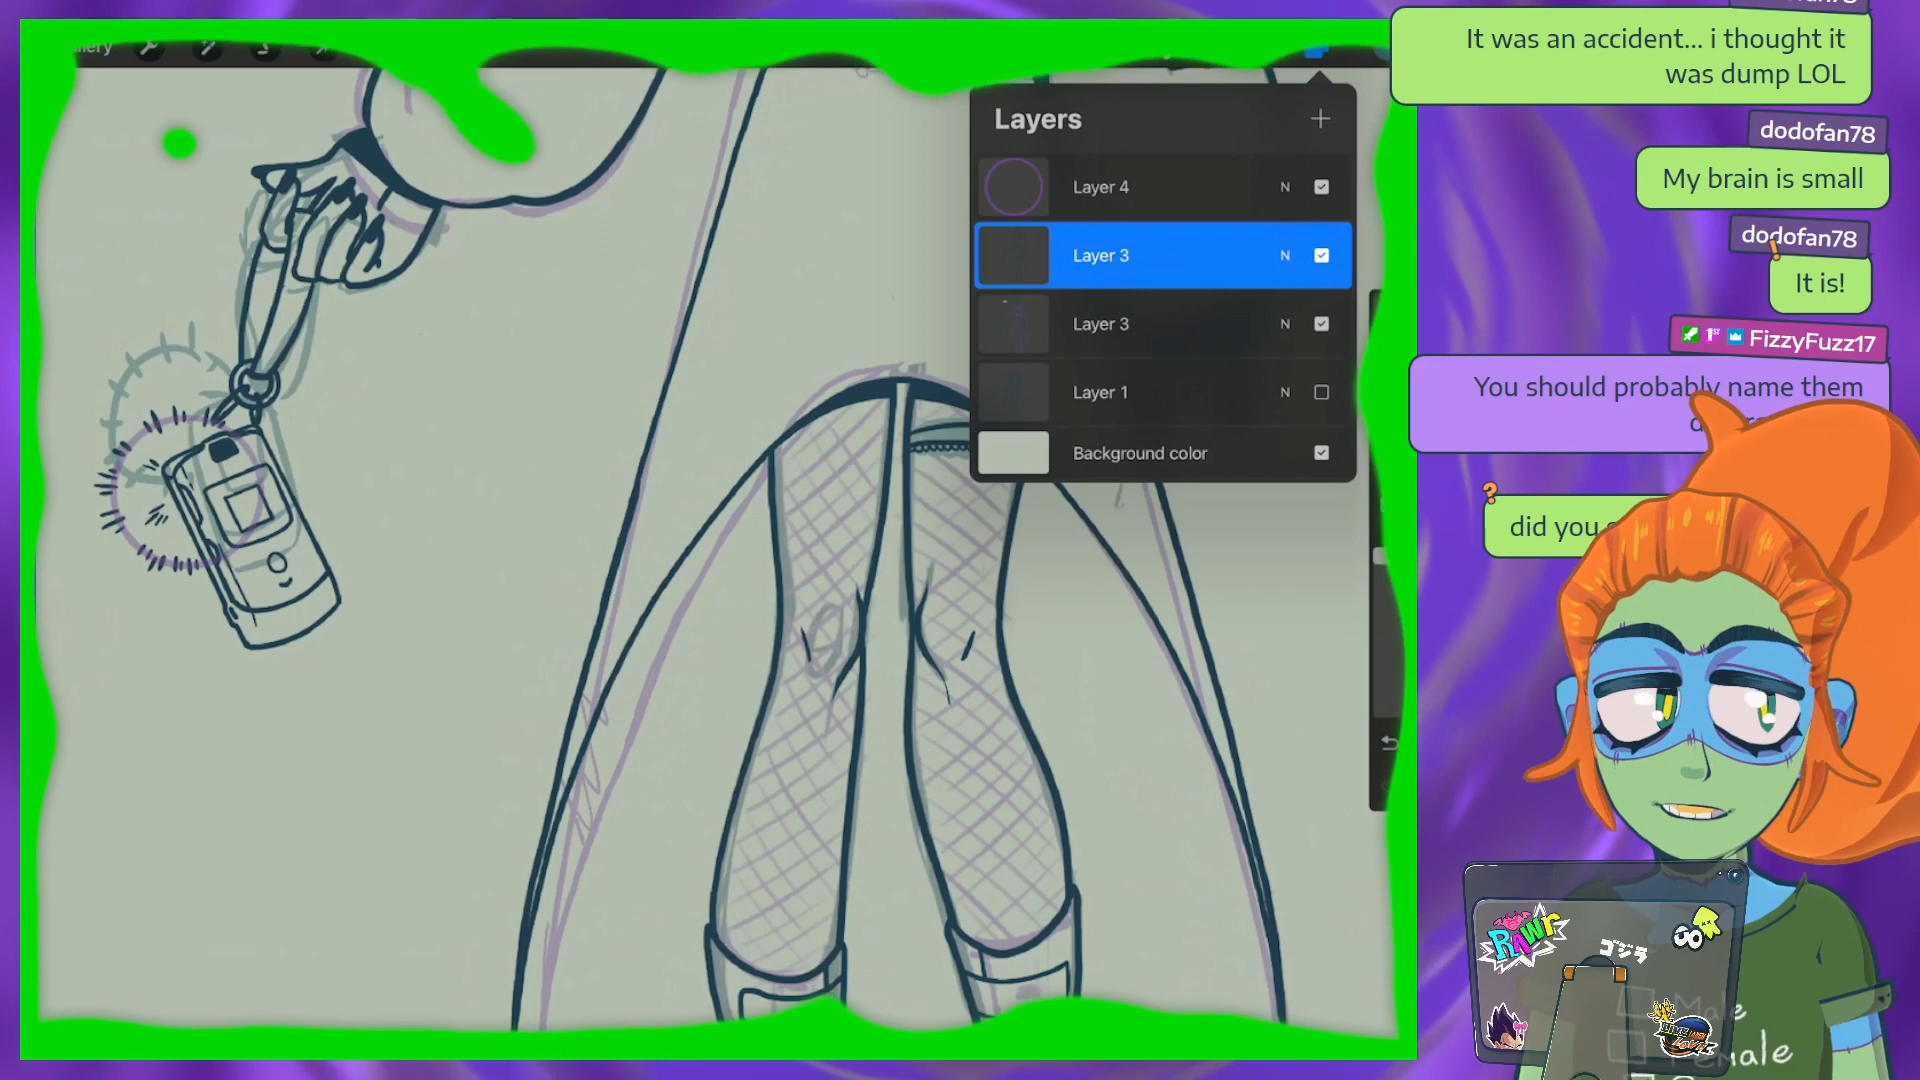 It was an accident... i thought it
was dump LOL
dodofan78
My brain is small
dodofan78
It is!
1ST FizzyFuzz17
You should probably name them
did you
Layers
Layer 4 N
Layer 3 N
Layer 3 N
Layer 1 N
Background color
RAWr
ゴジラ
Male